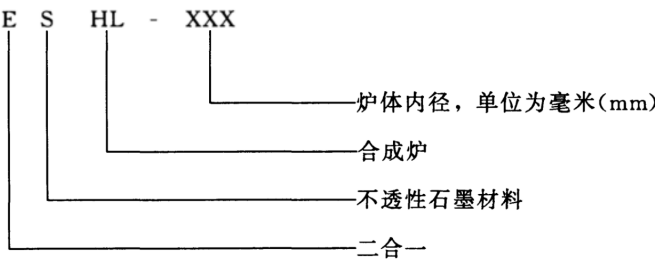 E S HL - XXX
炉体内径，单位为毫米(mm)
合成炉
不透性石墨材料
二合一